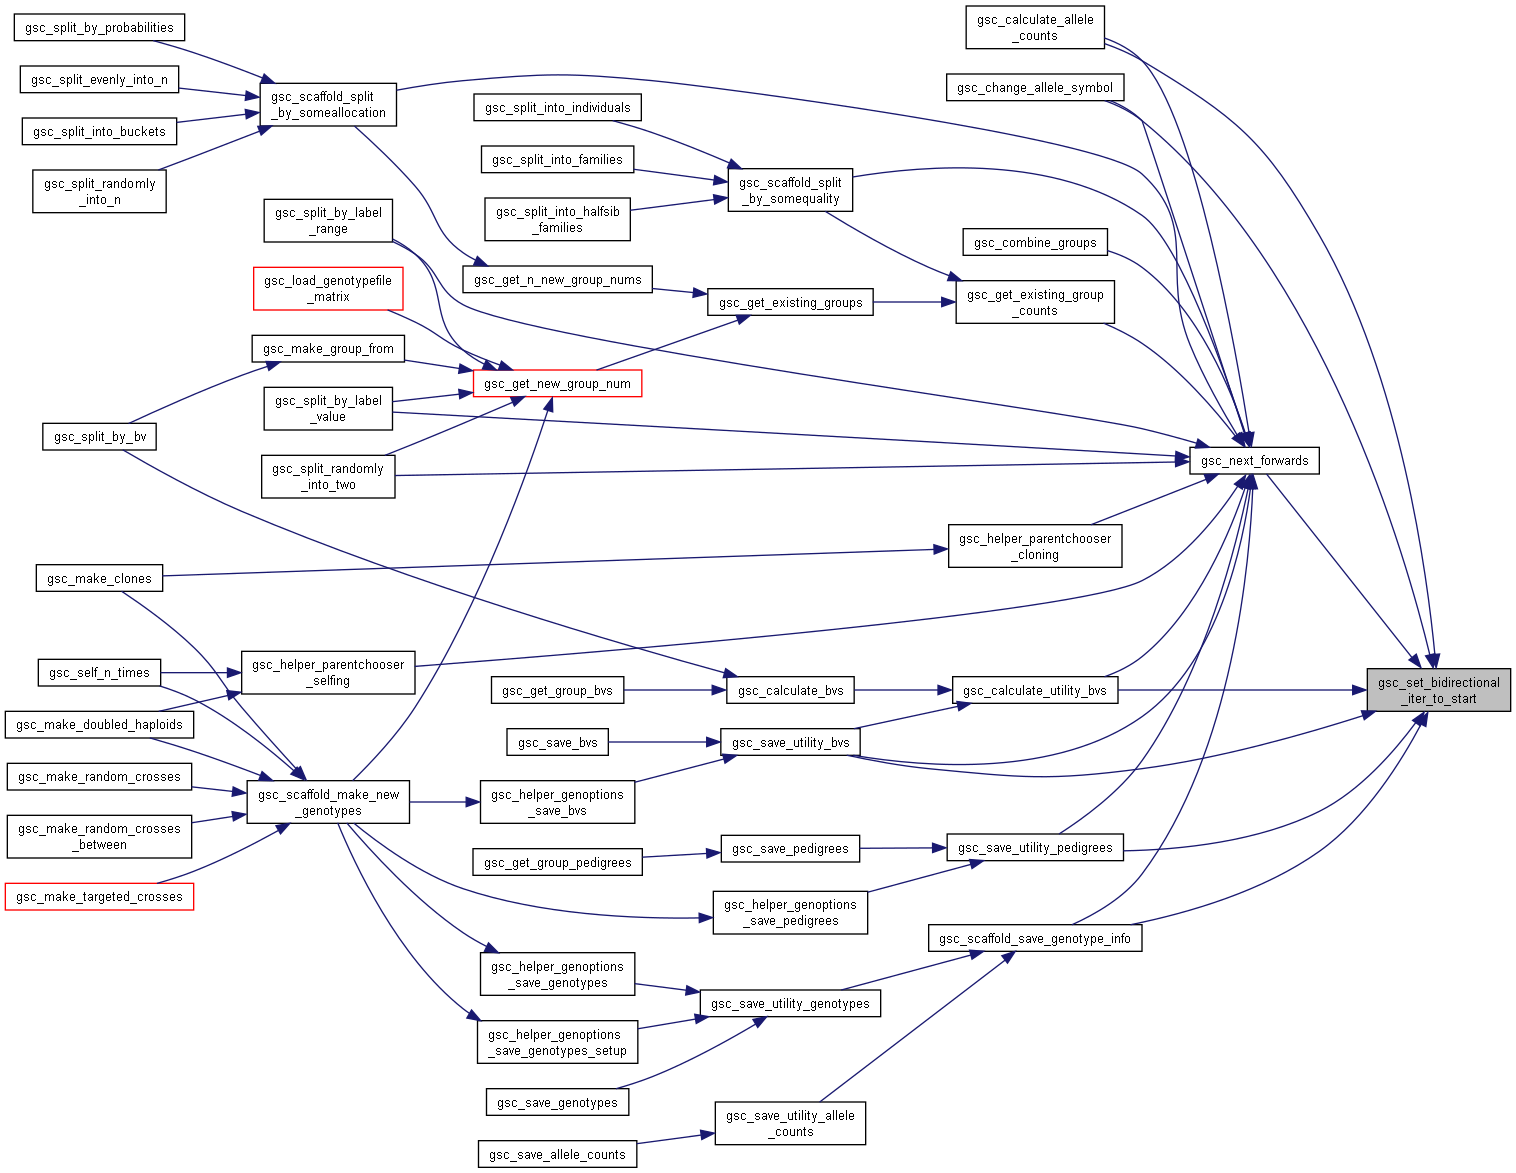 gsc_split_by_probabilities
gsc_split_evenly_into_n
gsc_split_into_buckets
gsc_split_randomly
_into_n
gsc_scaffold_split
_by_someallocation
gsc_split_by_label
_range
gsc_load_genotypefile
_matrix
gsc_make_group_from
gsc_split_by_label
_value
gsc_split_by_bv
gsc_split_randomly
_into_two
gsc_make_clones
gsc_self_n_times
gsc_helper_parentchooser
_selfing
gsc_make_doubled_haploids
gsc_make_random_crosses
gsc_make_random_crosses
_between
gsc_make_targeted_crosses
gsc_scaffold_make_new
_genotypes
gsc_split_into_individuals
gsc_split_into_families
gsc_split_into_halfsib
_families
gsc_get_n_new_group_nums
gsc_get_new_group_num
gsc_get_group_bvs
gsc_save_bvs
gsc_helper_genoptions
_save_bvs
gsc_get_group_pedigrees
gsc_helper_genoptions
_save_genotypes
gsc_helper_genoptions
_save_genotypes_setup
gsc_save_genotypes
gsc_save_allele_counts
gsc_scaffold_split
_by_somequality
gsc_get_existing_groups
gsc_calculate_bvs
gsc_save_utility_bvs
gsc_save_pedigrees
gsc_helper_genoptions
_save_pedigrees
gsc_save_utility_genotypes
gsc_save_utility_allele
_counts
gsc_calculate_allele
_counts
gsc_change_allele_symbol
gsc_combine_groups
gsc_get_existing_group
_counts
gsc_helper_parentchooser
_cloning
gsc_calculate_utility_bvs
gsc_save_utility_pedigrees
gsc_scaffold_save_genotype_info
gsc_next_forwards
gsc_set_bidirectional
_iter_to_start